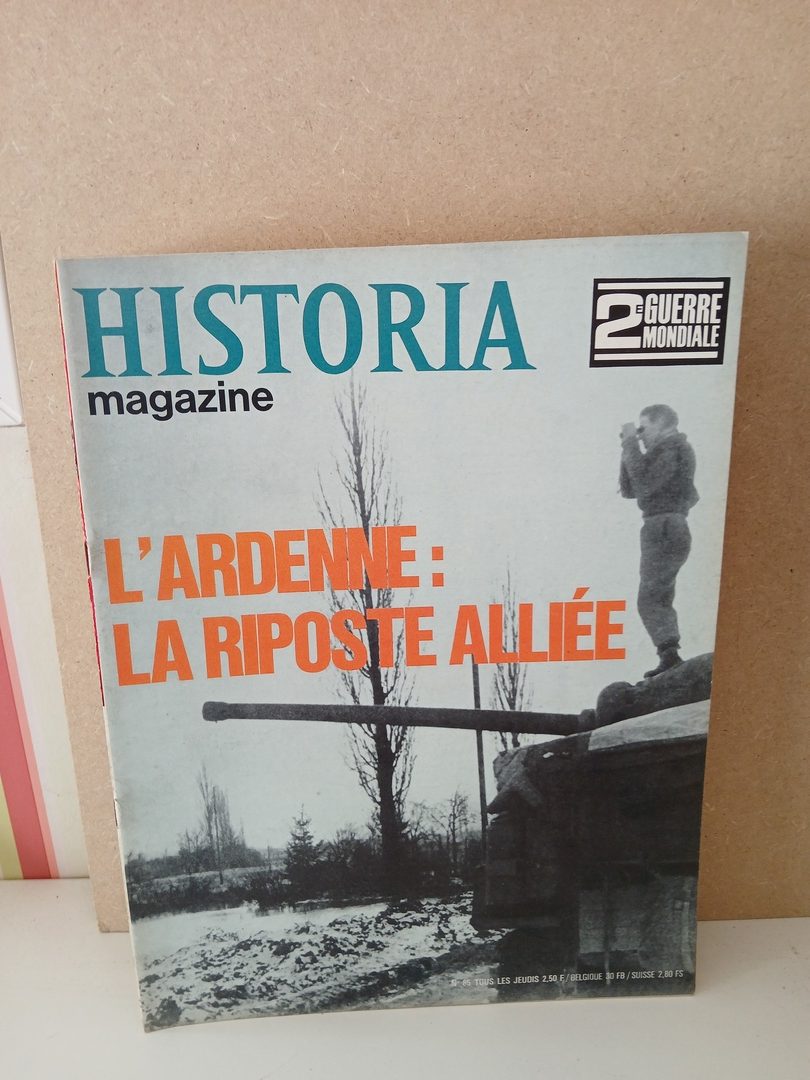 HISTORIA
magazine
2E GUERRE
MONDIALE
L'ARDENNE :
LA RIPOSTE ALLIÉE
N° 85 TOUS LES JEUDIS 2,50 F / BELGIQUE 30 FB / SUISSE 2,80 FS